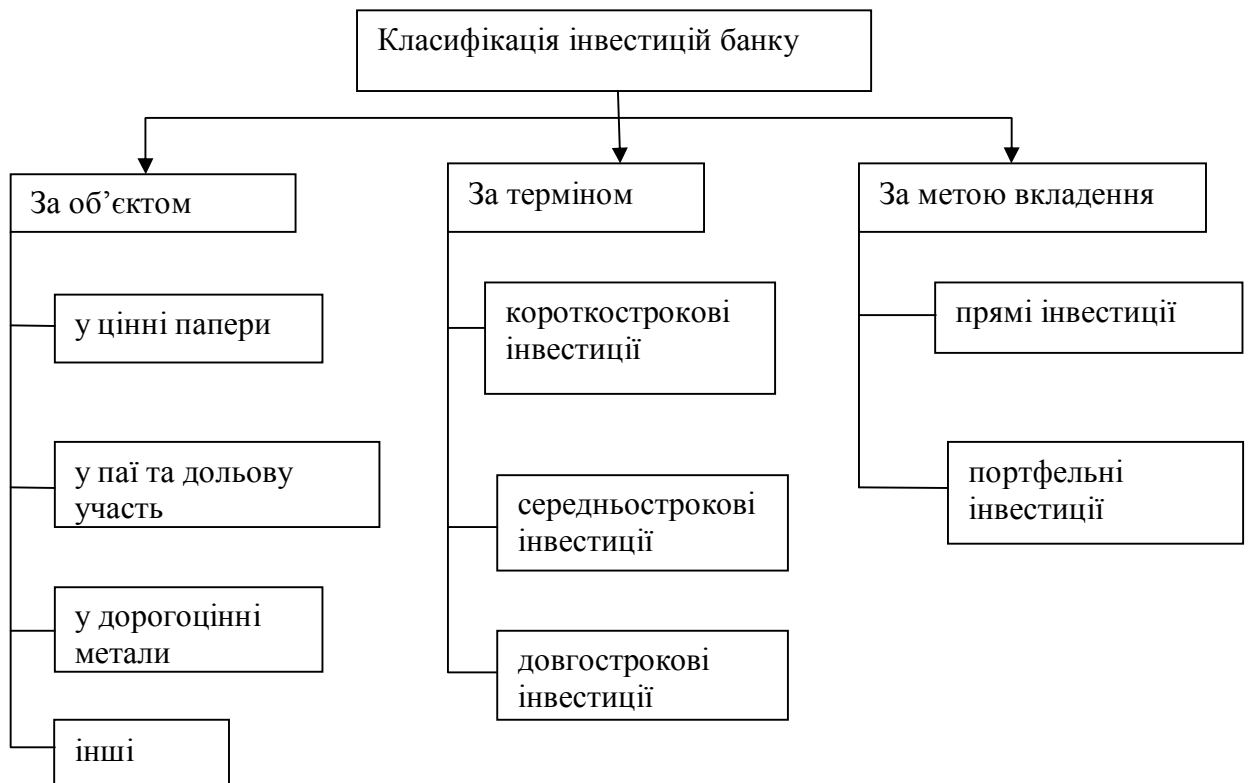 Класифікація інвестицій банку
За об’єктом
у цінні папери
у паї та дольову
участь
у дорогоцінні
метали
інші
За терміном
короткострокові
інвестиції
середньострокові
інвестиції
довгострокові
інвестиції
За метою вкладення
прямі інвестиції
портфельні
інвестиції